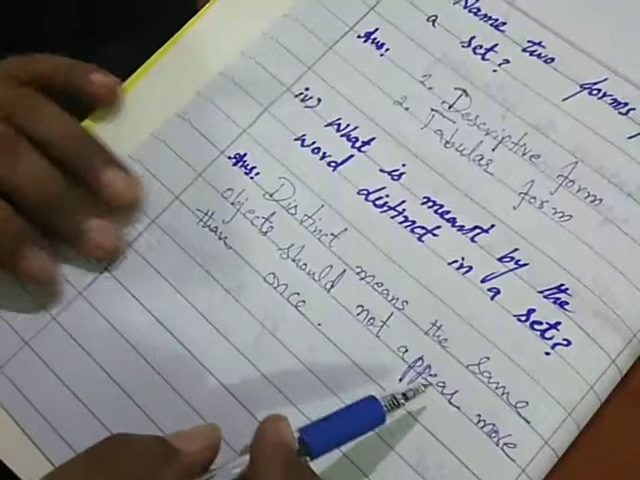 Name two forms
a set?
Ans:
1. Descriptive form
2. Tabular form
iv) What is meant by the
word distinct in a set?
Ans: Distinct means the same
objects should not appear more
than once.